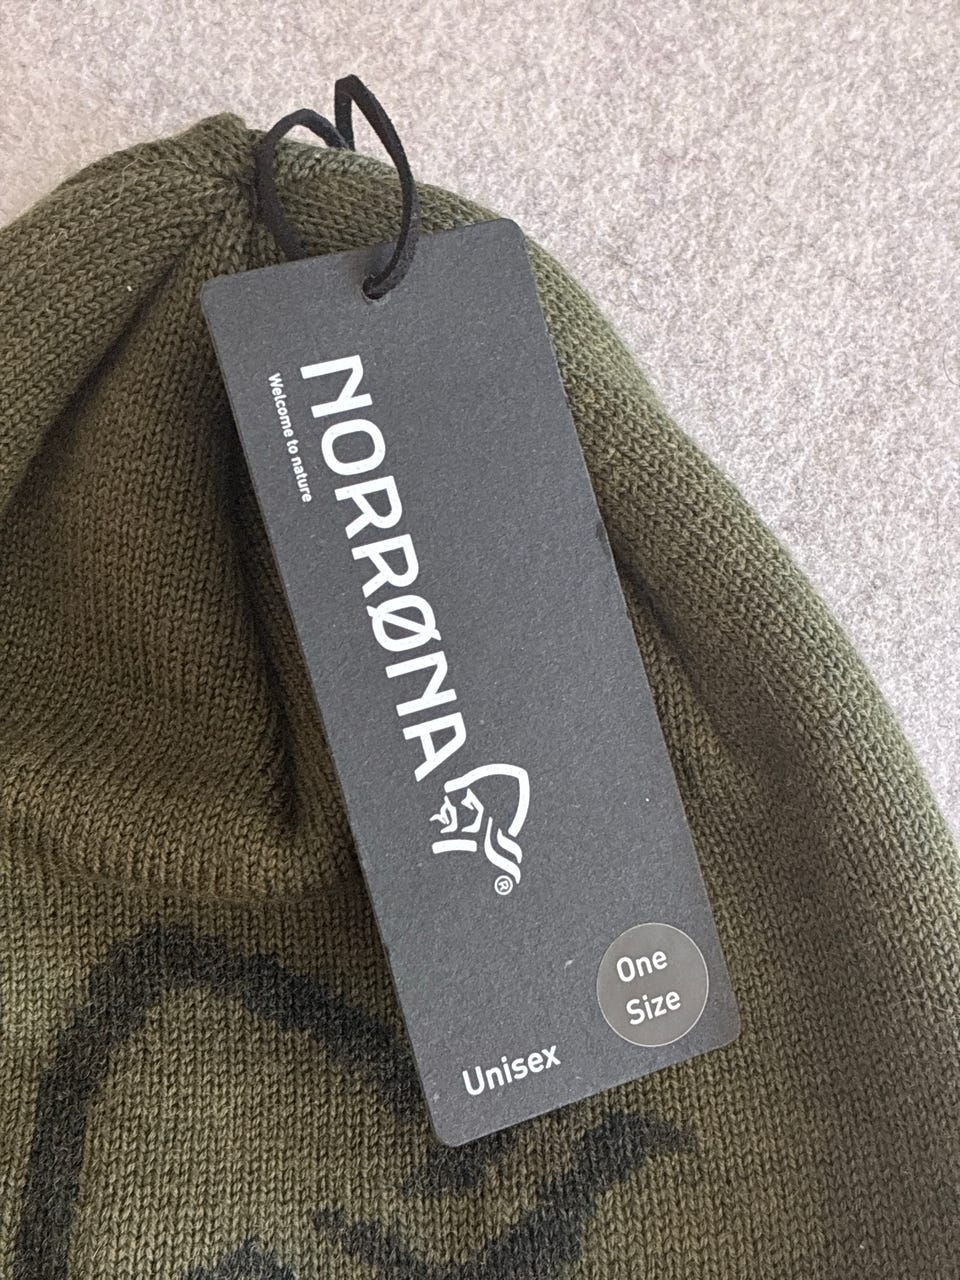 NORRØNA
®
Welcome to nature
One
Size
Unisex